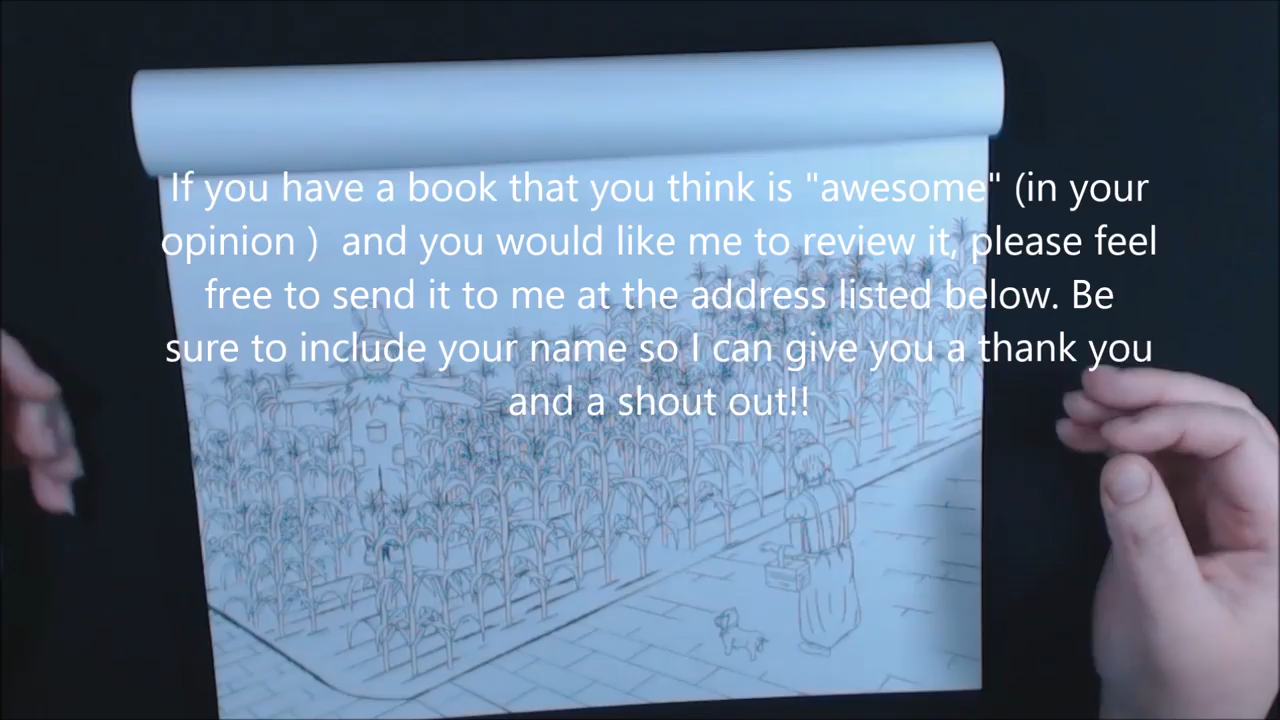 If you have a book that you think is "awesome" (in your
opinion )  and you would like me to review it, please feel
free to send it to me at the address listed below. Be
sure to include your name so I can give you a thank you
and a shout out!!